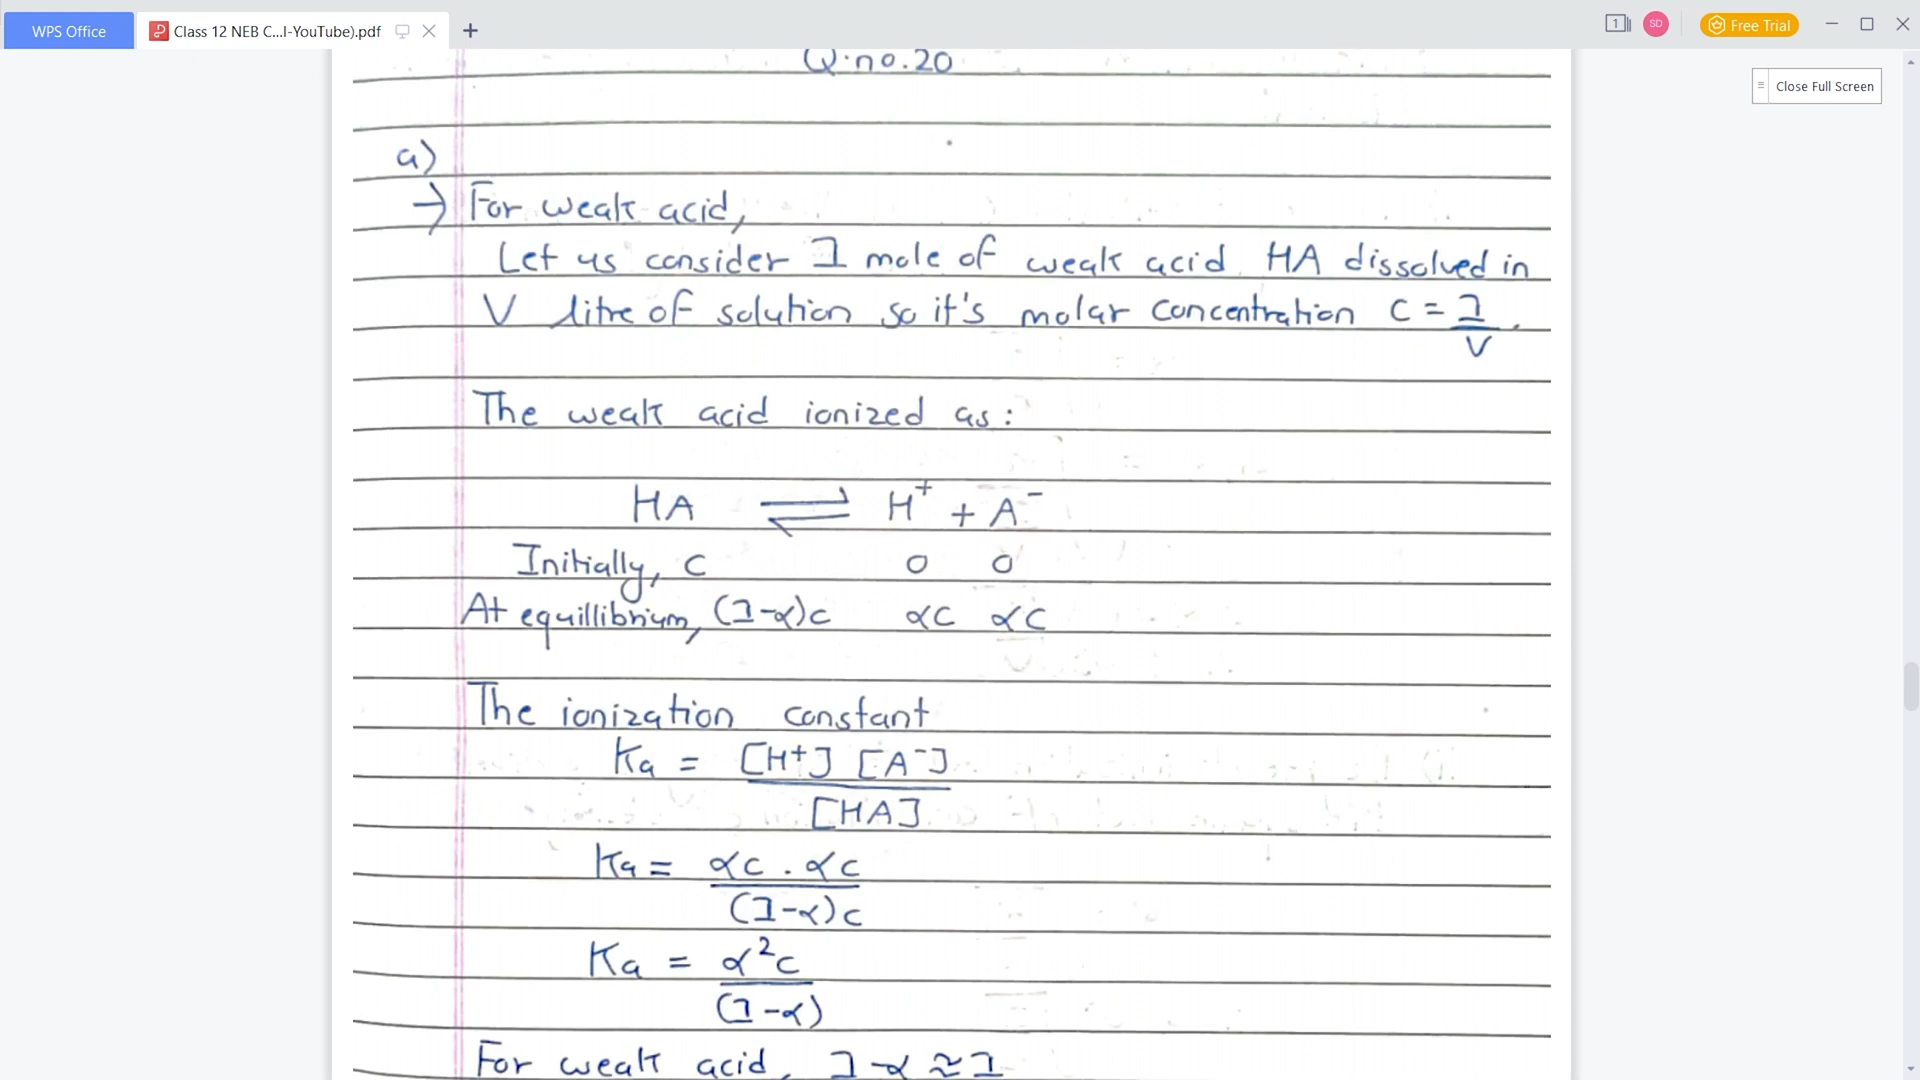 WPS Office
Class 12 NEB C...I-YouTube).pdf
1
SD
Free Trial
Close Full Screen
Q.no.20
a)
→ For weak acid,
Let us consider 1 mole of weak acid HA dissolved in
V litre of solution so it's molar concentration C = 1/V.
The weak acid ionized as:
HA ⇌ H⁺ + A⁻
Initially, C 0 0
At equillibrium, (1-α)c αC αC
The ionization constant
Ka = [H⁺] [A⁻] / [HA]
Ka = αc . αc / (1-α)c
Ka = α²c / (1-α)
For weak acid, 1-α ≈ 1